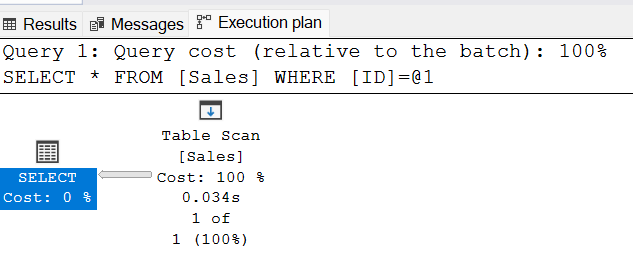 Results Messages Execution plan
Query 1: Query cost (relative to the batch): 100%
SELECT * FROM [Sales] WHERE [ID]=@1
Table Scan
[Sales]
SELECT Cost: 100 %
Cost: 0 % 0.034s
1 of
1 (100%)